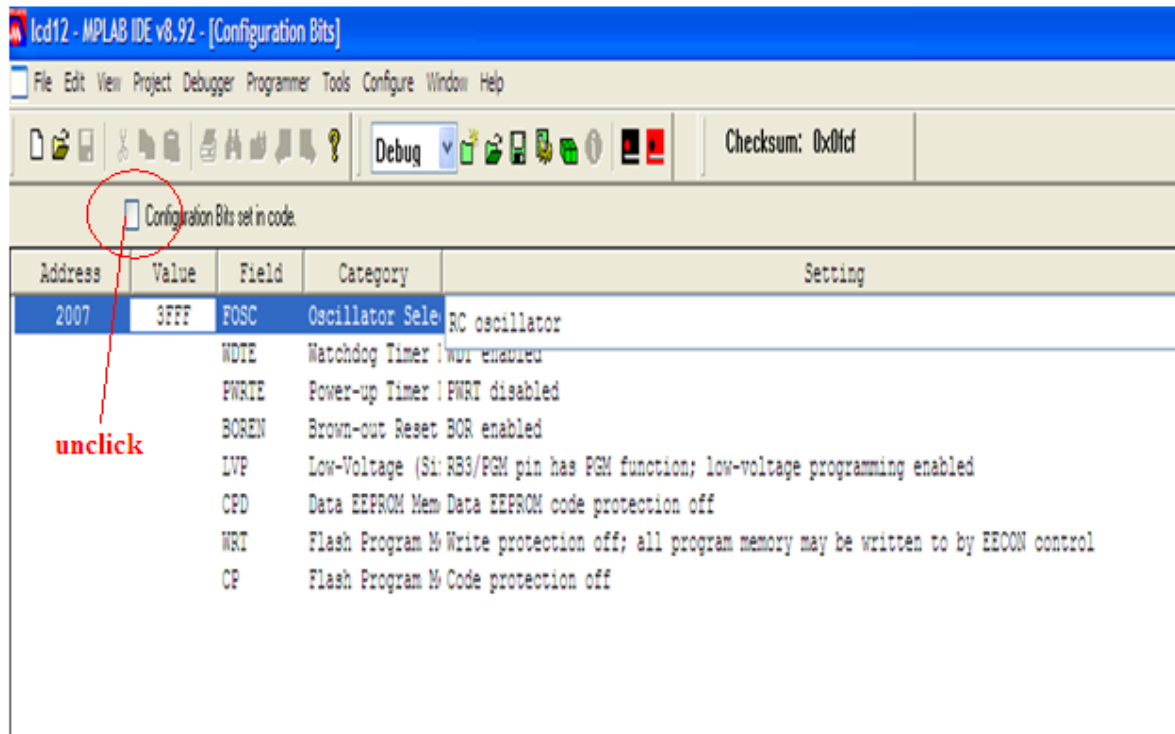 lcd12 - MPLAB IDE v8.92 - [Configuration Bits]
File Edit View Project Debugger Programmer Tools Configure Window Help
Debug Checksum: 0x0fcf
Configuration Bits set in code.
Address Value Field Category Setting
2007 3FFF FOSC Oscillator Sele RC oscillator
WDTE Watchdog Timer WDT enabled
PWRTE Power-up Timer PWRT disabled
BOREN Brown-out Reset BOR enabled
unclick
LVP Low-Voltage (Si RB3/PGM pin has PGM function; low-voltage programming enabled
CPD Data EEPROM Mem Data EEPROM code protection off
WRT Flash Program M Write protection off; all program memory may be written to by EECON control
CP Flash Program M Code protection off